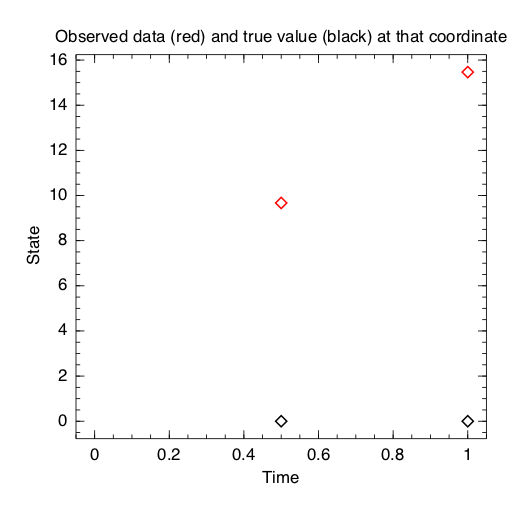 Observed data (red) and true value (black) at that coordinate
16
14
12
10
8
6
4
2
0
State
0 0.2 0.4 0.6 0.8 1
Time